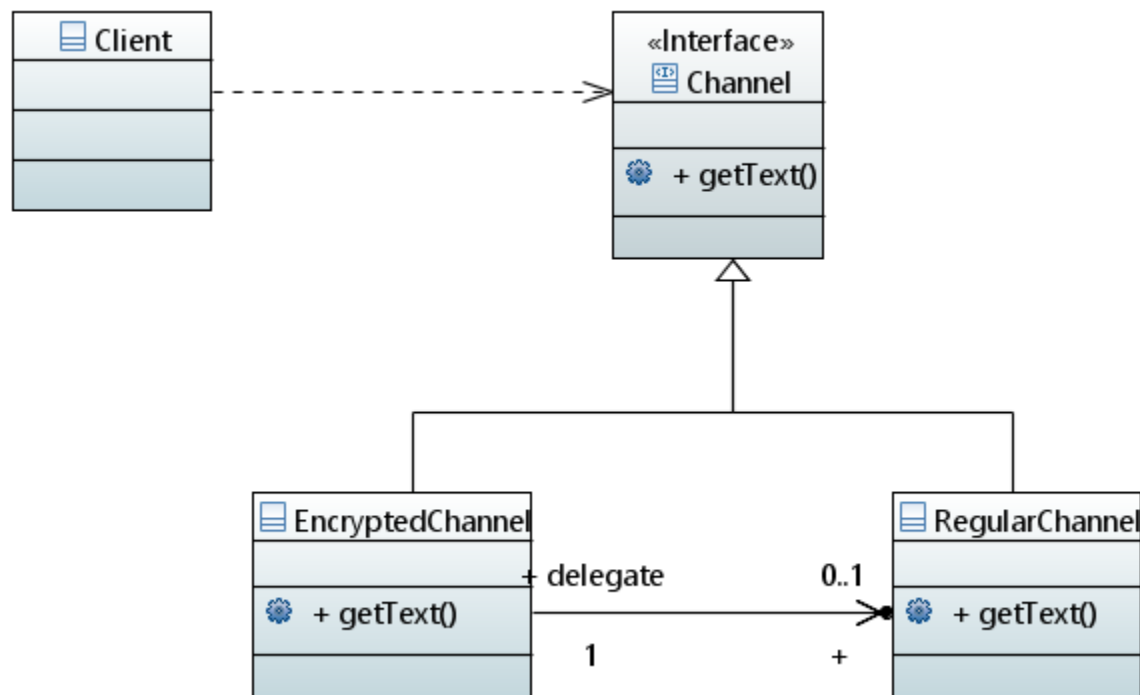 Client
«Interface»
Channel
+ getText()
EncryptedChannel
+ getText()
+ delegate
0..1
1
+
RegularChannel
+ getText()